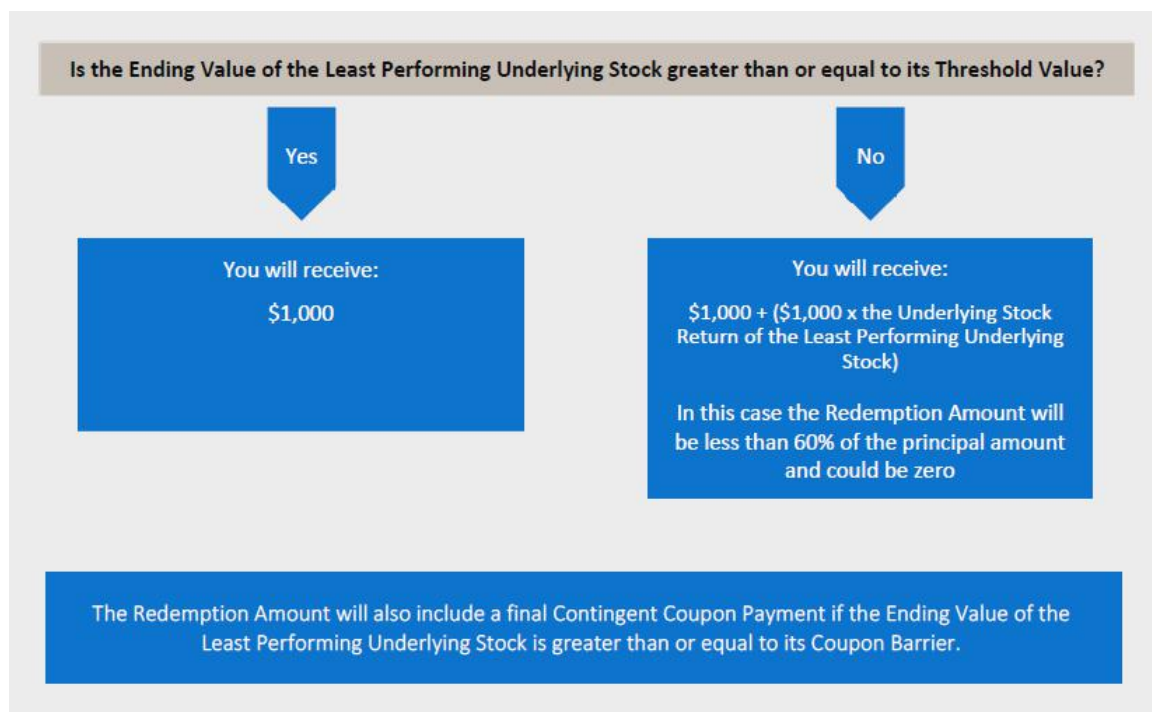 Is the Ending Value of the Least Performing Underlying Stock greater than or equal to its Threshold Value?
Yes
No
You will receive:
$1,000
You will receive:
$1,000 + ($1,000 x the Underlying Stock
Return of the Least Performing Underlying
Stock)
In this case the Redemption Amount will
be less than 60% of the principal amount
and could be zero
The Redemption Amount will also include a final Contingent Coupon Payment if the Ending Value of the
Least Performing Underlying Stock is greater than or equal to its Coupon Barrier.